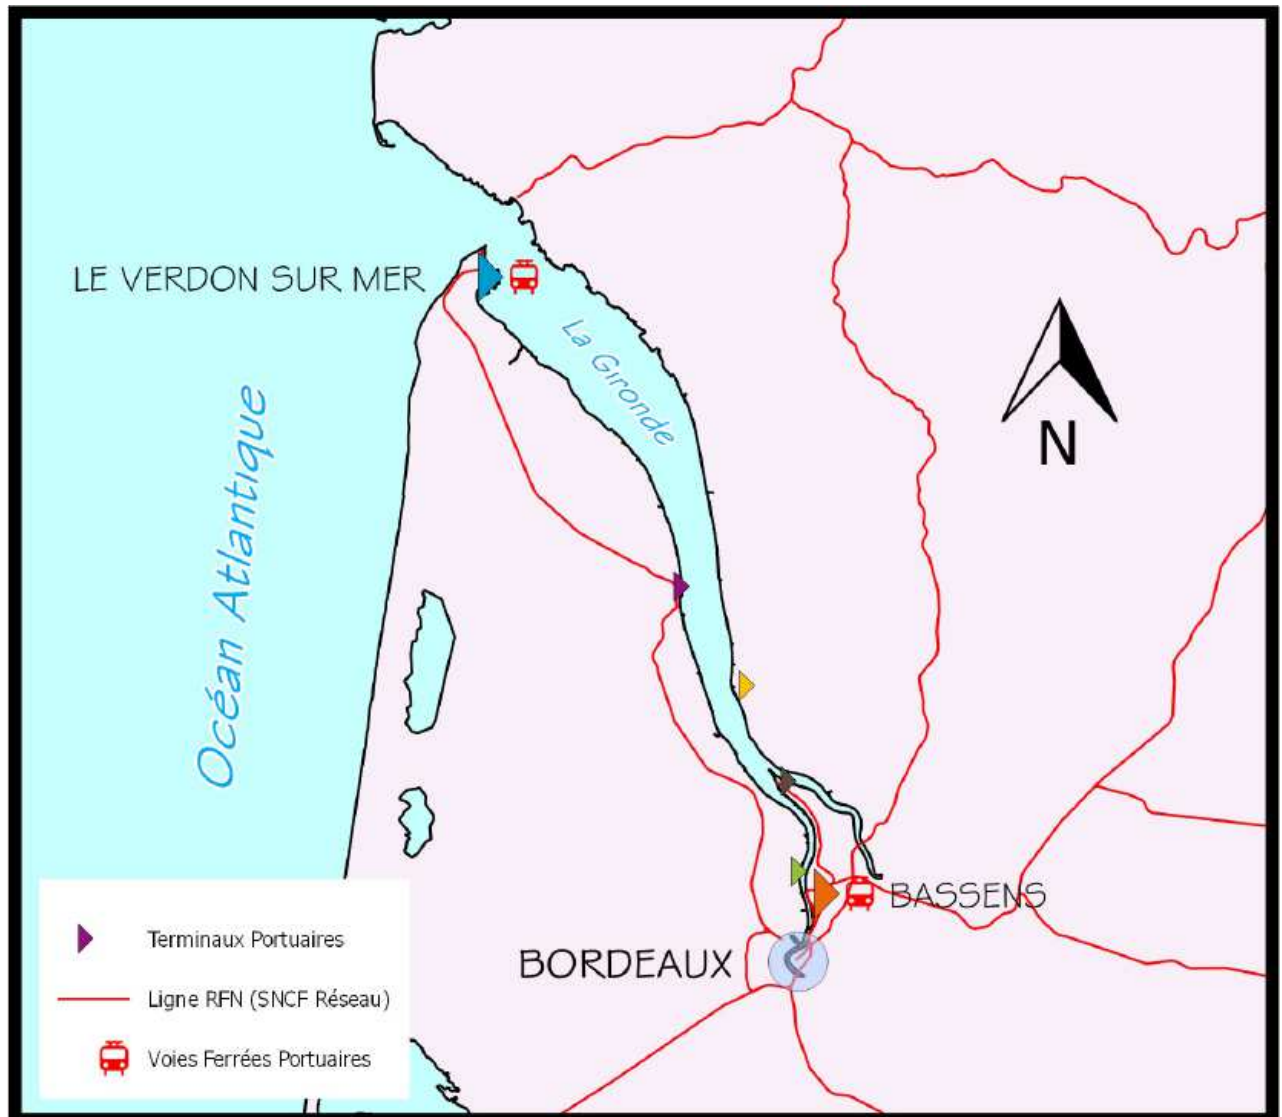 LE VERDON SUR MER
La Gironde
N
Océan Atlantique
BASSENS
BORDEAUX
Terminaux Portuaires
Ligne RFN (SNCF Réseau)
Voies Ferrées Portuaires